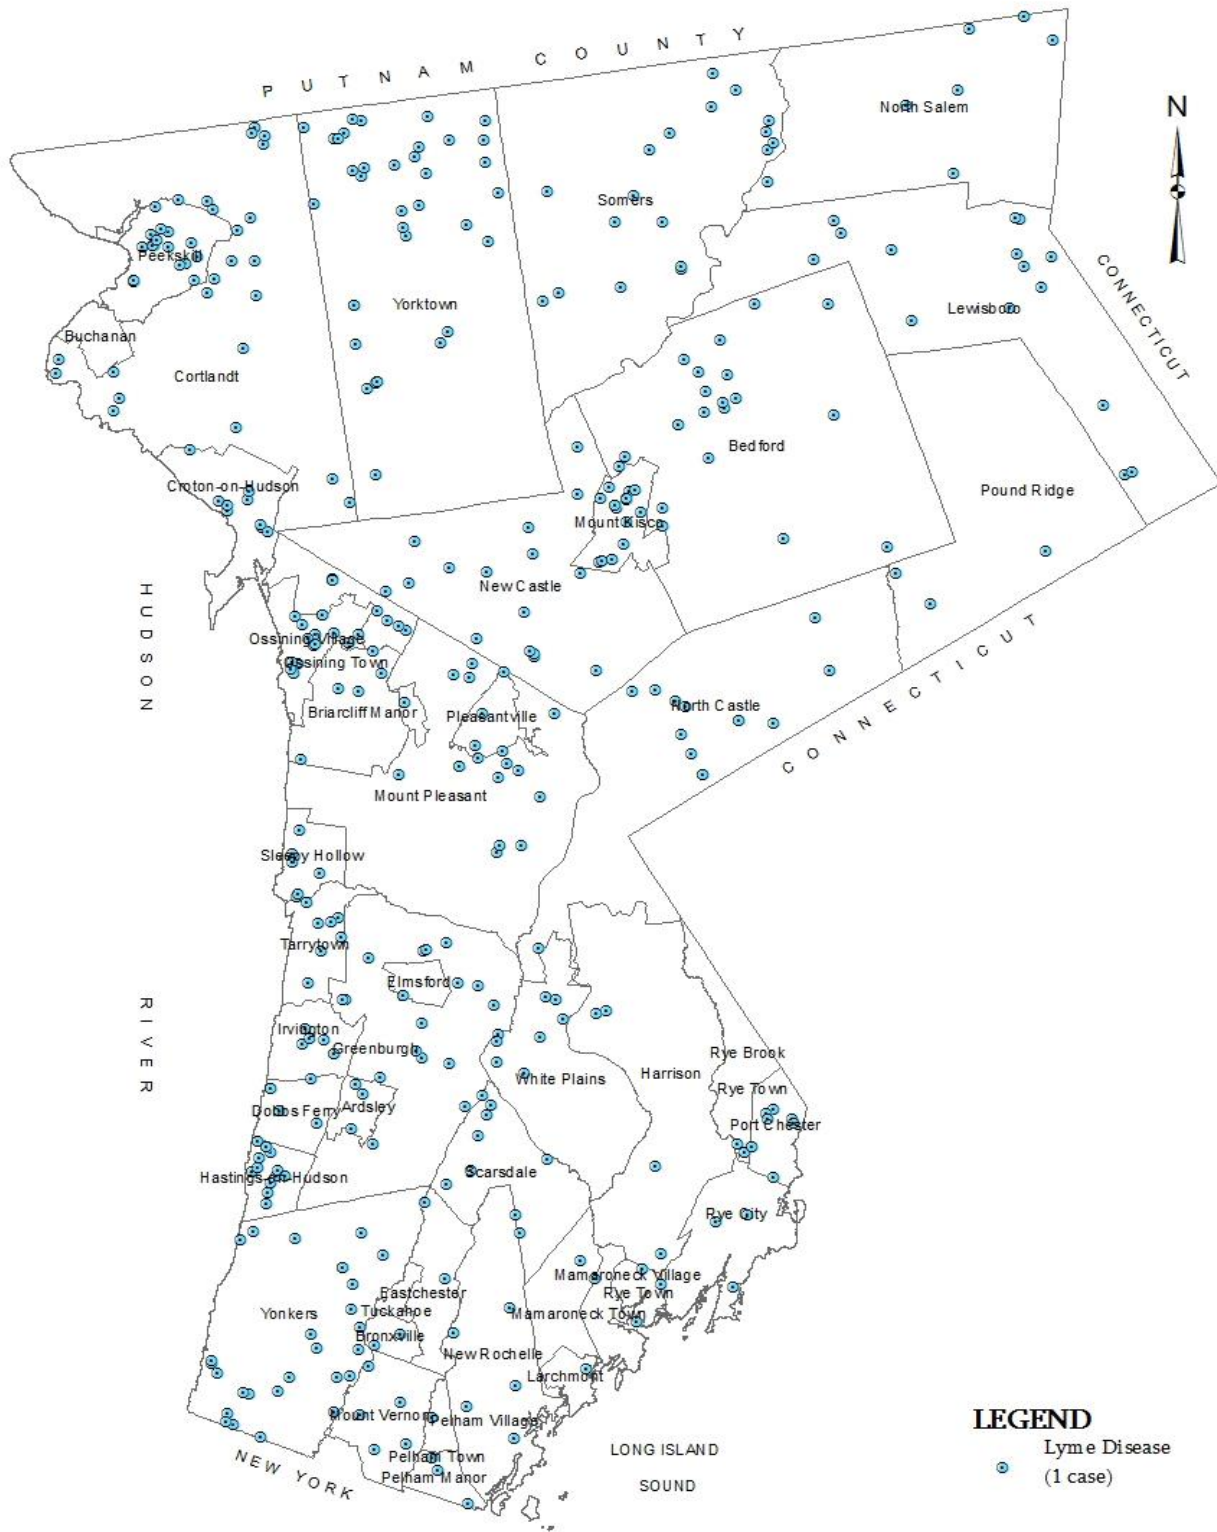 PUTNAM COUNTY
N
North Salem
Somers
Peekskill
CONNECTICUT
Yorktown
Lewisboro
Buchanan
Cortlandt
Bedford
Croton-on-Hudson
Pound Ridge
Mount Kisco
New Castle
HUDSON
Ossining Village
Ossining Town
Briarcliff Manor
Pleasantville
North Castle
CONNECTICUT
Mount Pleasant
Sleepy Hollow
Tarrytown
Elmsford
RIVER
Irvington
Greenburgh
Rye Brook
White Plains
Harrison
Rye Town
Dobbs Ferry
Ardsley
Port Chester
Scarsdale
Hastings-on-Hudson
Rye City
Mamaroneck Village
Eastchester
Rye Town
Yonkers
Tuckahoe
Mamaroneck Town
Bronxville
New Rochelle
Larchmont
Mount Vernon
Pelham Village
LEGEND
Lyme Disease
(1 case)
Pelham Town
LONG ISLAND
SOUND
Pelham Manor
NEW YORK